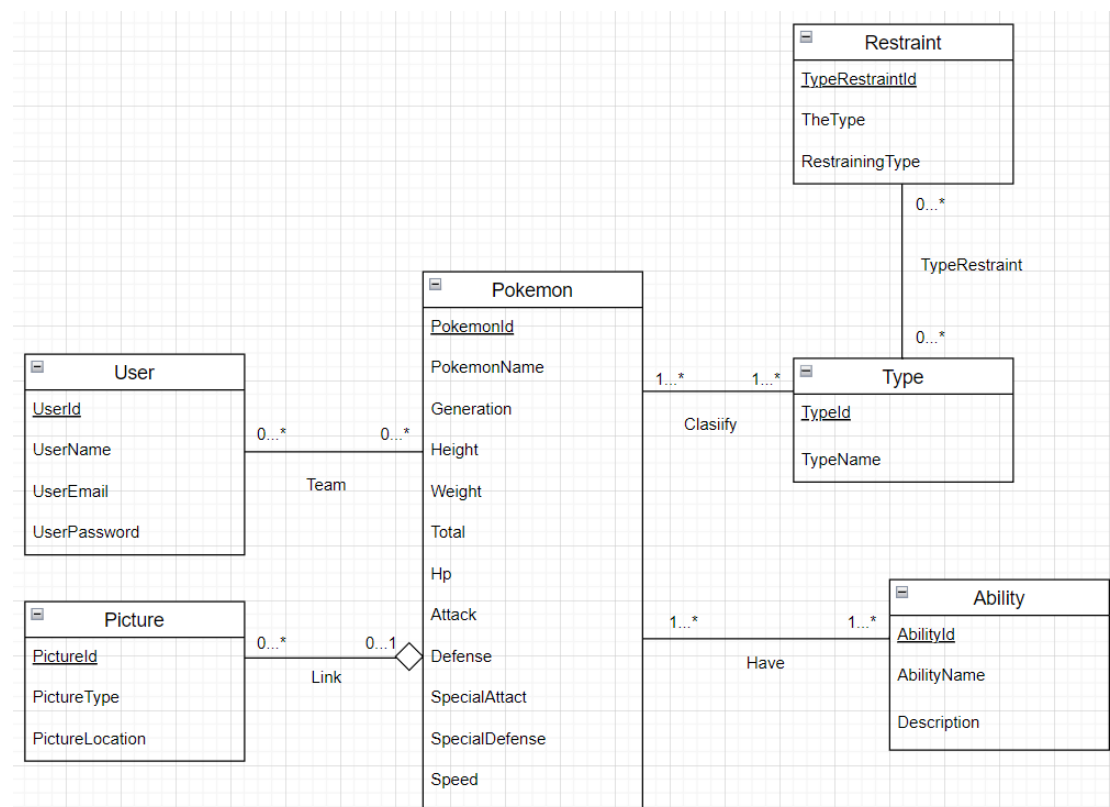 Restraint
TypeRestraintId
TheType
RestrainingType
0...*
TypeRestraint
0...*
Pokemon
PokemonId
PokemonName
Generation
Height
Weight
Total
Hp
Attack
Defense
SpecialAttact
SpecialDefense
Speed
User
UserId
UserName
UserEmail
UserPassword
0...* 0...*
Team
Picture
PictureId
PictureType
PictureLocation
0...* 0...1
Link
1...* 1...*
Clasiify
Type
TypeId
TypeName
1...* 1...*
Have
Ability
AbilityId
AbilityName
Description